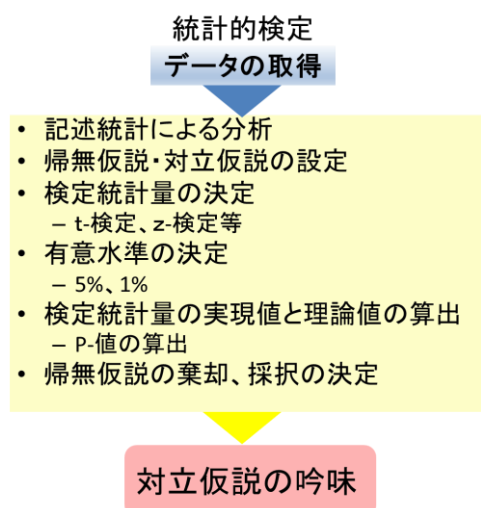 統計的検定
データの取得
• 記述統計による分析
• 帰無仮説・対立仮説の設定
• 検定統計量の決定
– t-検定、z-検定等
• 有意水準の決定
– 5%、1%
• 検定統計量の実現値と理論値の算出
– P-値の算出
• 帰無仮説の棄却、採択の決定
対立仮説の吟味